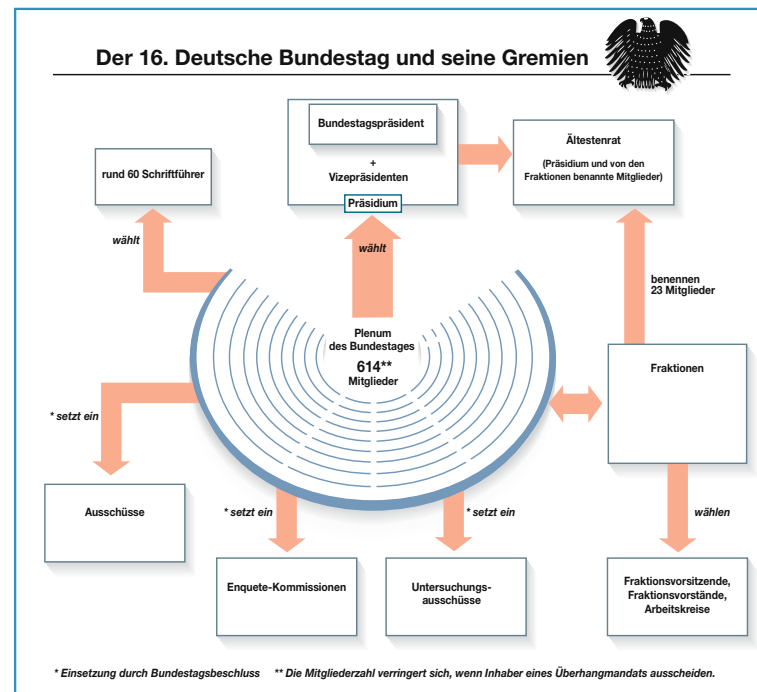 Der 16. Deutsche Bundestag und seine Gremien
Bundestagspräsident
+
Vizepräsidenten
Präsidium
Ältestenrat
(Präsidium und von den
Fraktionen benannte Mitglieder)
rund 60 Schriftführer
wählt
wählt
benennen
23 Mitglieder
Plenum
des Bundestages
614**
Mitglieder
Fraktionen
* setzt ein
Ausschüsse
* setzt ein
* setzt ein
wählen
Enquete-Kommissionen
Untersuchungs-
ausschüsse
Fraktionsvorsitzende,
Fraktionsvorstände,
Arbeitskreise
* Einsetzung durch Bundestagsbeschluss ** Die Mitgliederzahl verringert sich, wenn Inhaber eines Überhangmandats ausscheiden.